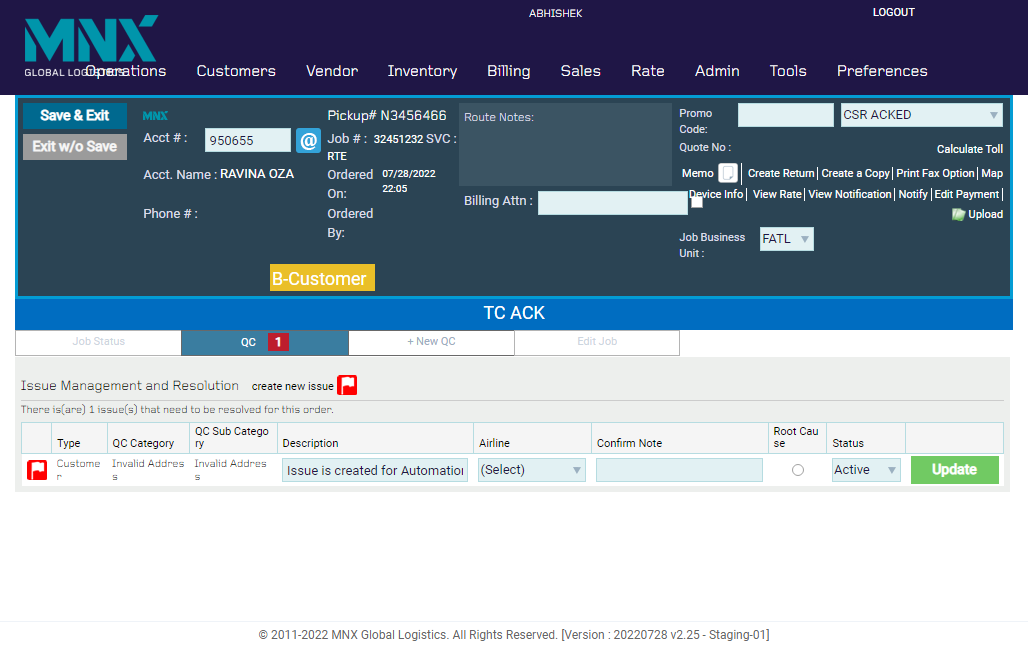 ABHISHEK
LOGOUT
MNX
GLOBAL LOGISTICS
Operations Customers Vendor Inventory Billing Sales Rate Admin Tools Preferences
Save & Exit
Exit w/o Save
MNX
Acct # : 950655 @
Acct. Name : RAVINA OZA
Phone # :
Pickup# N3456466
Job # : 32451232 SVC :
RTE
Ordered 07/28/2022
On: 22:05
Ordered
By:
B-Customer
Route Notes:
Billing Attn :
Promo
Code:
CSR ACKED
Quote No :
Calculate Toll
Memo | Create Return | Create a Copy | Print Fax Option | Map
Device Info | View Rate | View Notification | Notify | Edit Payment |
Upload
Job Business
Unit : FATL
TC ACK
Job Status QC 1 + New QC Edit Job
Issue Management and Resolution create new issue
There is(are) 1 issue(s) that need to be resolved for this order.
Type QC Category QC Sub Catego
ry Description Airline Confirm Note Root Cau
se Status
Custome
r Invalid Addres
s Invalid Addres
s Issue is created for Automation (Select) Active Update
© 2011-2022 MNX Global Logistics. All Rights Reserved. [Version : 20220728 v2.25 - Staging-01]